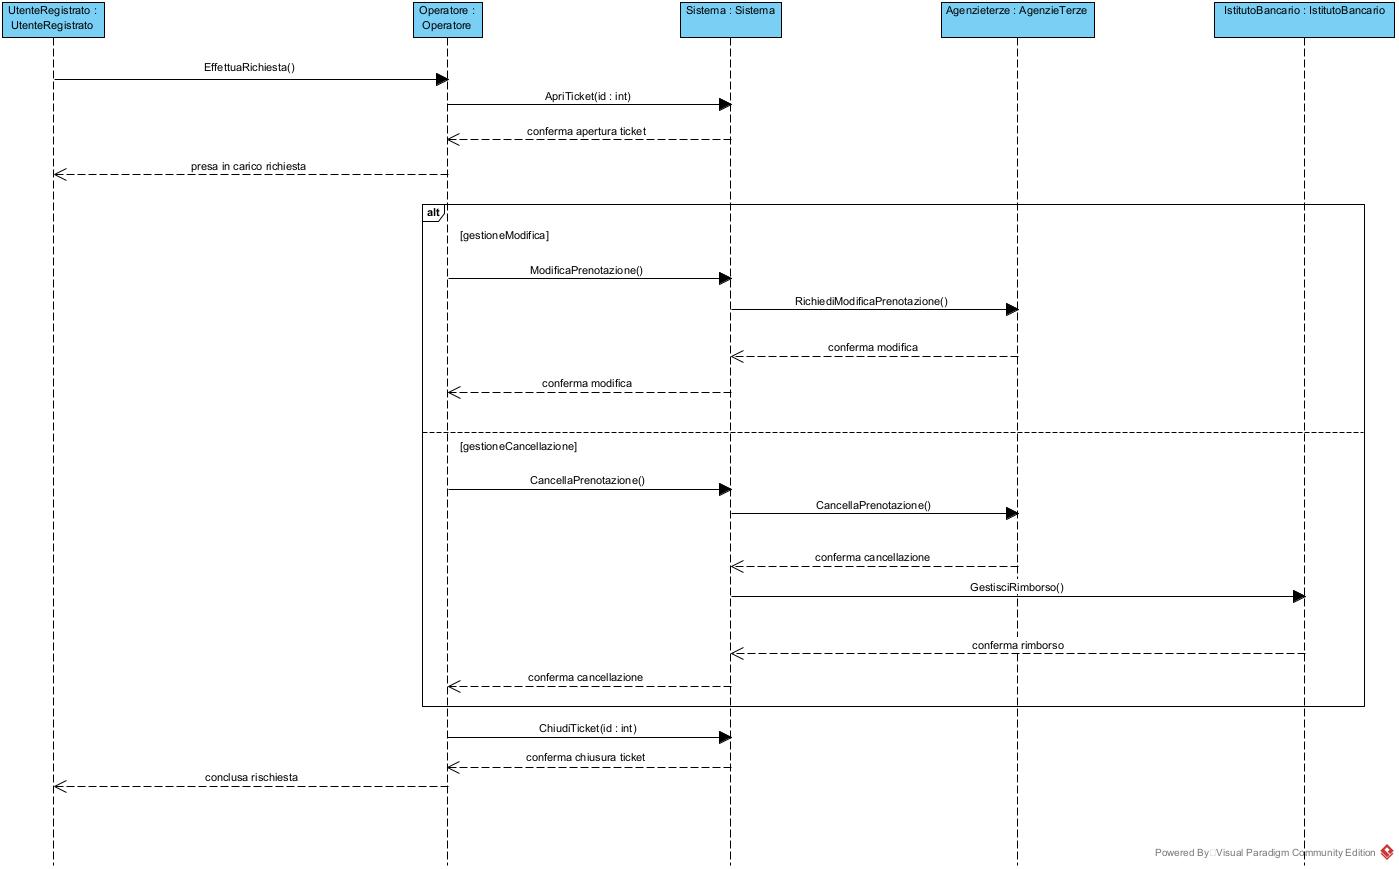 UtenteRegistrato :
UtenteRegistrato
Operatore :
Operatore
Sistema : Sistema
Agenzieterze : AgenzieTerze
IstitutoBancario : IstitutoBancario
EffettuaRichiesta()
ApriTicket(id : int)
conferma apertura ticket
presa in carico richiesta
alt
[gestioneModifica]
ModificaPrenotazione()
RichiediModificaPrenotazione()
conferma modifica
conferma modifica
[gestioneCancellazione]
CancellaPrenotazione()
CancellaPrenotazione()
conferma cancellazione
GestisciRimborso()
conferma rimborso
conferma cancellazione
ChiudiTicket(id : int)
conferma chiusura ticket
conclusa rischiesta
Powered By Visual Paradigm Community Edition